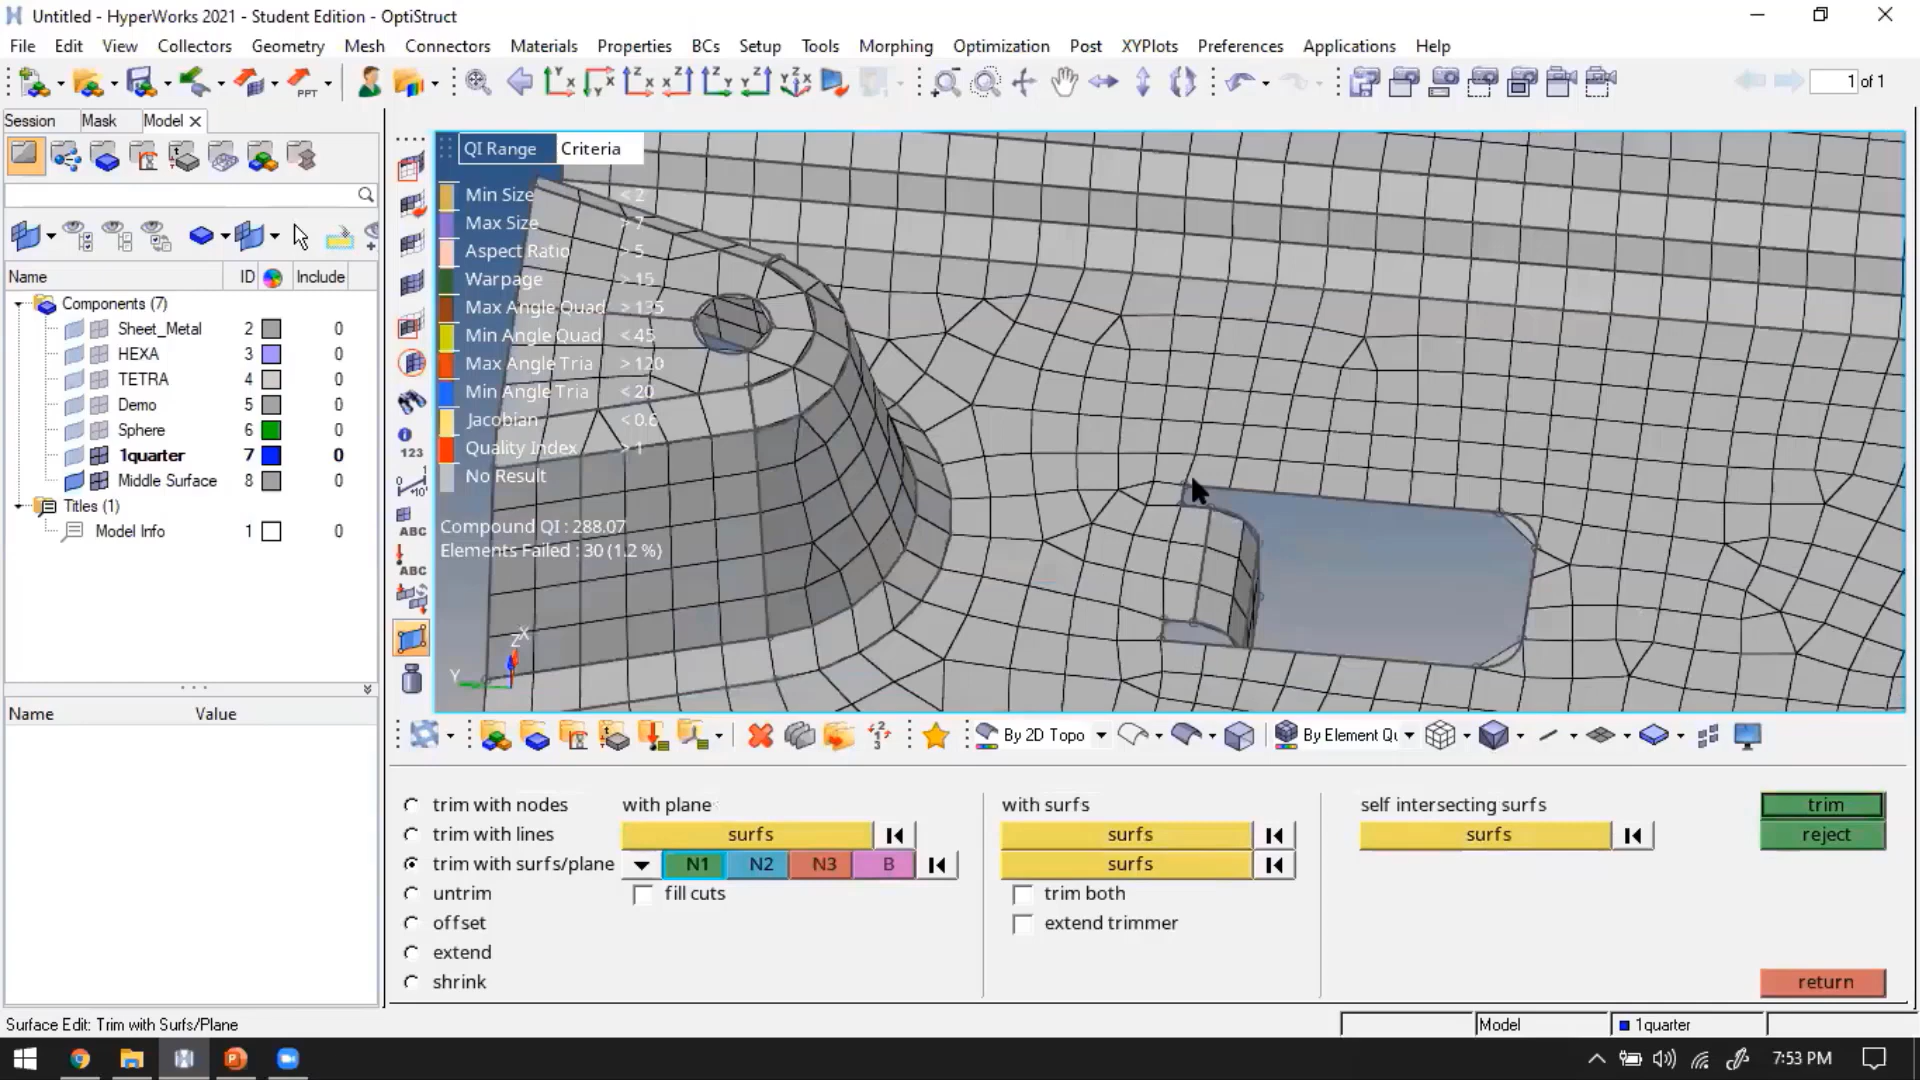 Untitled - HyperWorks 2021 - Student Edition - OptiStruct
File Edit View Collectors Geometry Mesh Connectors Materials Properties BCs Setup Tools Morphing Optimization Post XYPlots Preferences Applications Help
PPT
1 of 1
Session Mask Model
QI Range Criteria
Min Size < 2
Max Size > 7
Aspect Ratio > 5
Warpage > 15
Max Angle Quad > 135
Min Angle Quad < 45
Max Angle Tria > 120
Min Angle Tria < 20
Jacobian < 0.6
Quality Index > 1
No Result
Compound QI : 288.07
Elements Failed : 30 (1.2 %)
Name ID Include
Components (7)
Sheet_Metal 2 0
HEXA 3 0
TETRA 4 0
Demo 5 0
Sphere 6 0
1quarter 7 0
Middle Surface 8 0
Titles (1)
Model Info 1 0
Name Value
123
ABC
ABC
Z X
Y
By 2D Topo By Element Qu
trim with nodes with plane with surfs self intersecting surfs trim
trim with lines surfs surfs surfs reject
trim with surfs/plane N1 N2 N3 B surfs
untrim fill cuts trim both
offset extend trimmer
extend
shrink return
Surface Edit: Trim with Surfs/Plane Model 1quarter
7:53 PM